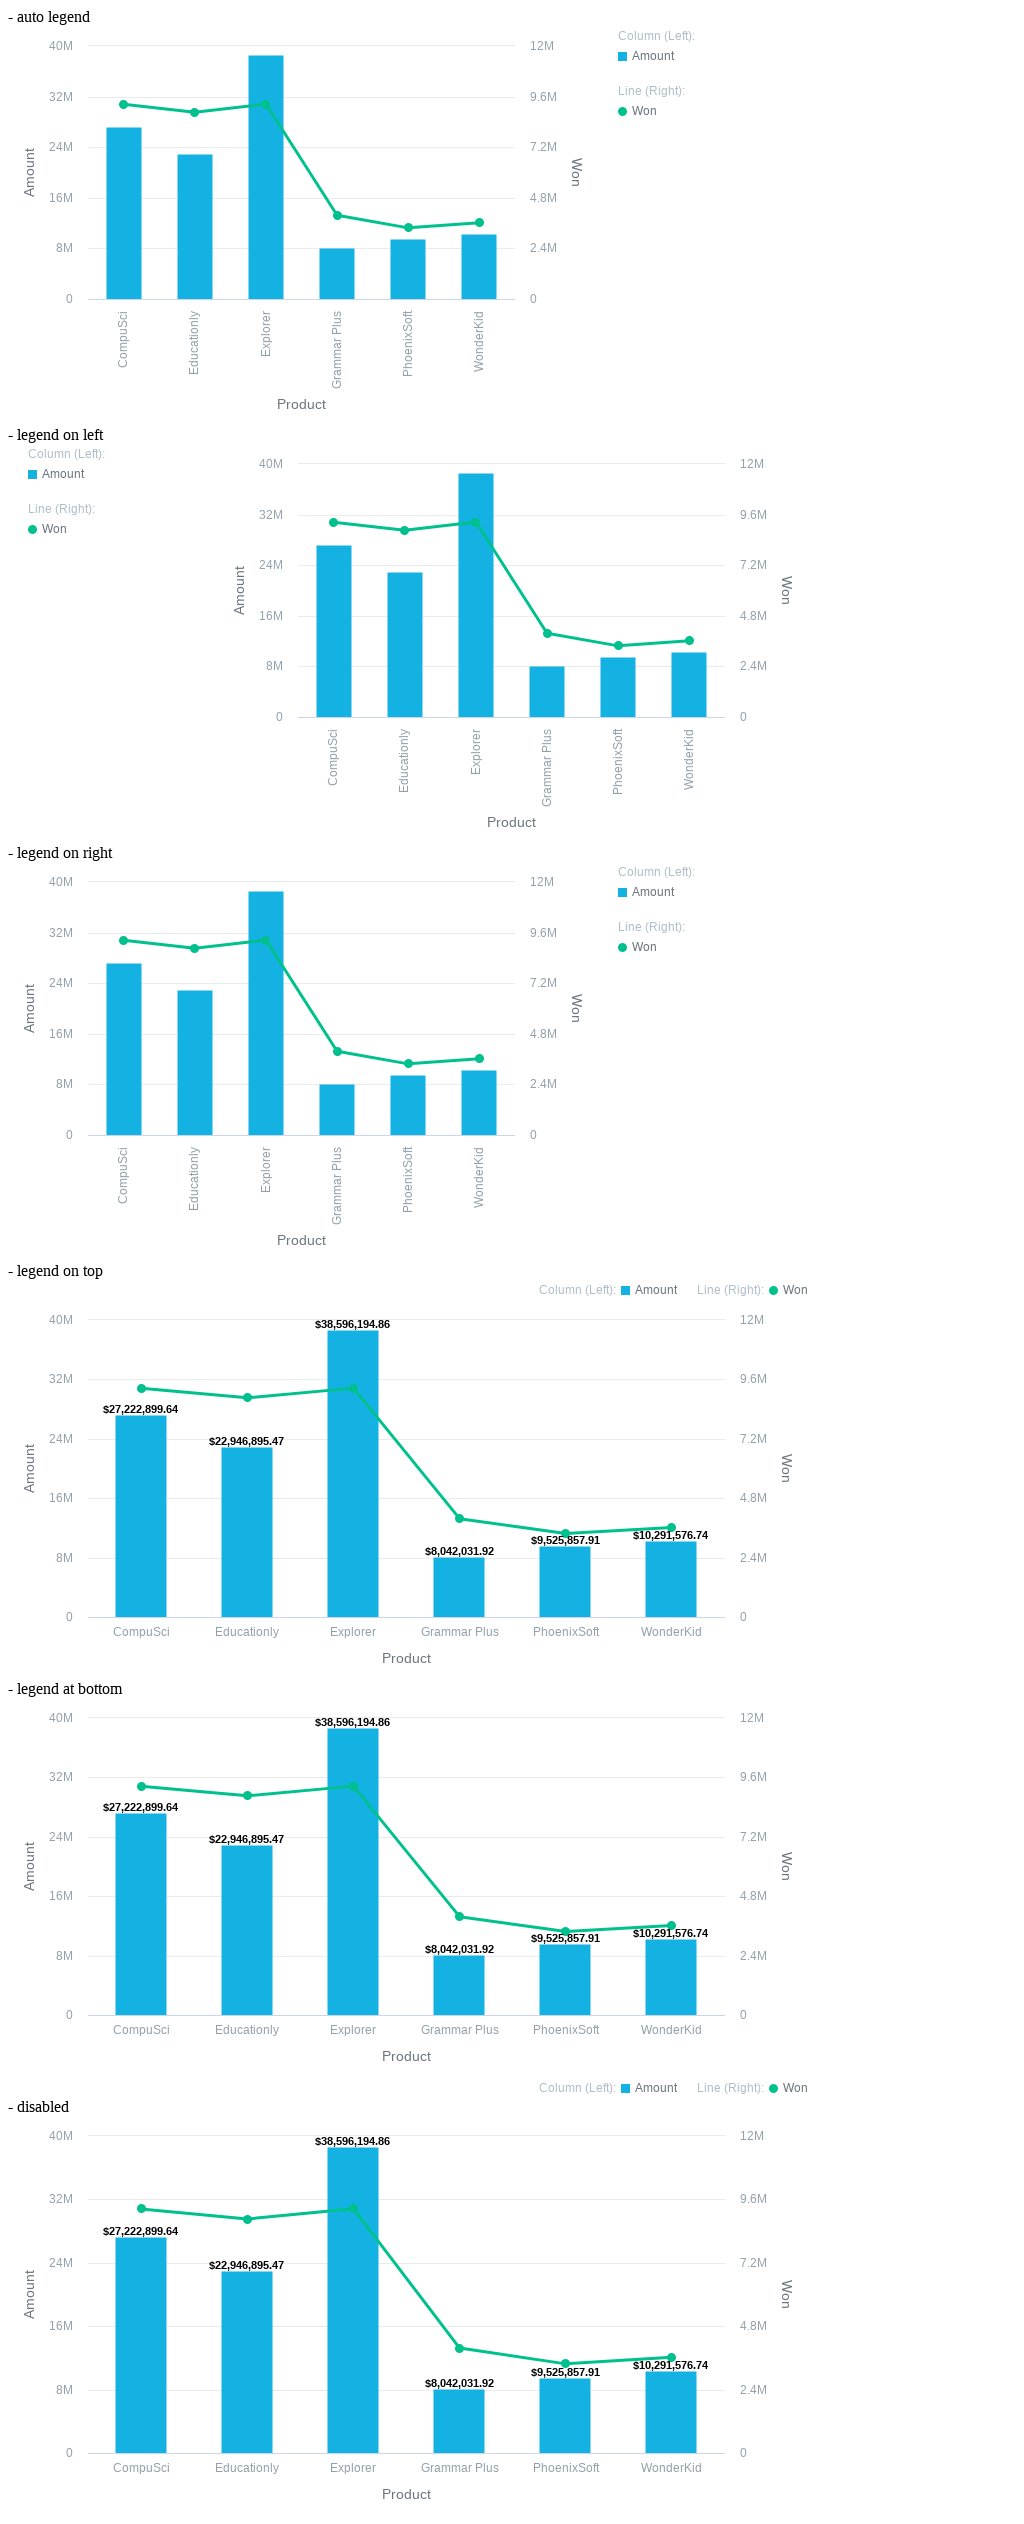 - auto legend
Column (Left):
Amount
Line (Right):
Won
40M
32M
24M
16M
8M
0
Amount
12M
9.6M
7.2M
4.8M
2.4M
0
Won
CompuSci
Educationly
Explorer
Grammar Plus
PhoenixSoft
WonderKid
Product
- legend on left
Column (Left):
Amount
Line (Right):
Won
40M
32M
24M
16M
8M
0
Amount
12M
9.6M
7.2M
4.8M
2.4M
0
Won
CompuSci
Educationly
Explorer
Grammar Plus
PhoenixSoft
WonderKid
Product
- legend on right
Column (Left):
Amount
Line (Right):
Won
40M
32M
24M
16M
8M
0
Amount
12M
9.6M
7.2M
4.8M
2.4M
0
Won
CompuSci
Educationly
Explorer
Grammar Plus
PhoenixSoft
WonderKid
Product
- legend on top
Column (Left): Amount Line (Right): Won
40M
32M
24M
16M
8M
0
Amount
12M
9.6M
7.2M
4.8M
2.4M
0
Won
$27,222,899.64
$22,946,895.47
$38,596,194.86
$8,042,031.92
$9,525,857.91
$10,291,576.74
CompuSci
Educationly
Explorer
Grammar Plus
PhoenixSoft
WonderKid
Product
- legend at bottom
40M
32M
24M
16M
8M
0
Amount
12M
9.6M
7.2M
4.8M
2.4M
0
Won
$27,222,899.64
$22,946,895.47
$38,596,194.86
$8,042,031.92
$9,525,857.91
$10,291,576.74
CompuSci
Educationly
Explorer
Grammar Plus
PhoenixSoft
WonderKid
Product
Column (Left): Amount Line (Right): Won
- disabled
40M
32M
24M
16M
8M
0
Amount
12M
9.6M
7.2M
4.8M
2.4M
0
Won
$27,222,899.64
$22,946,895.47
$38,596,194.86
$8,042,031.92
$9,525,857.91
$10,291,576.74
CompuSci
Educationly
Explorer
Grammar Plus
PhoenixSoft
WonderKid
Product